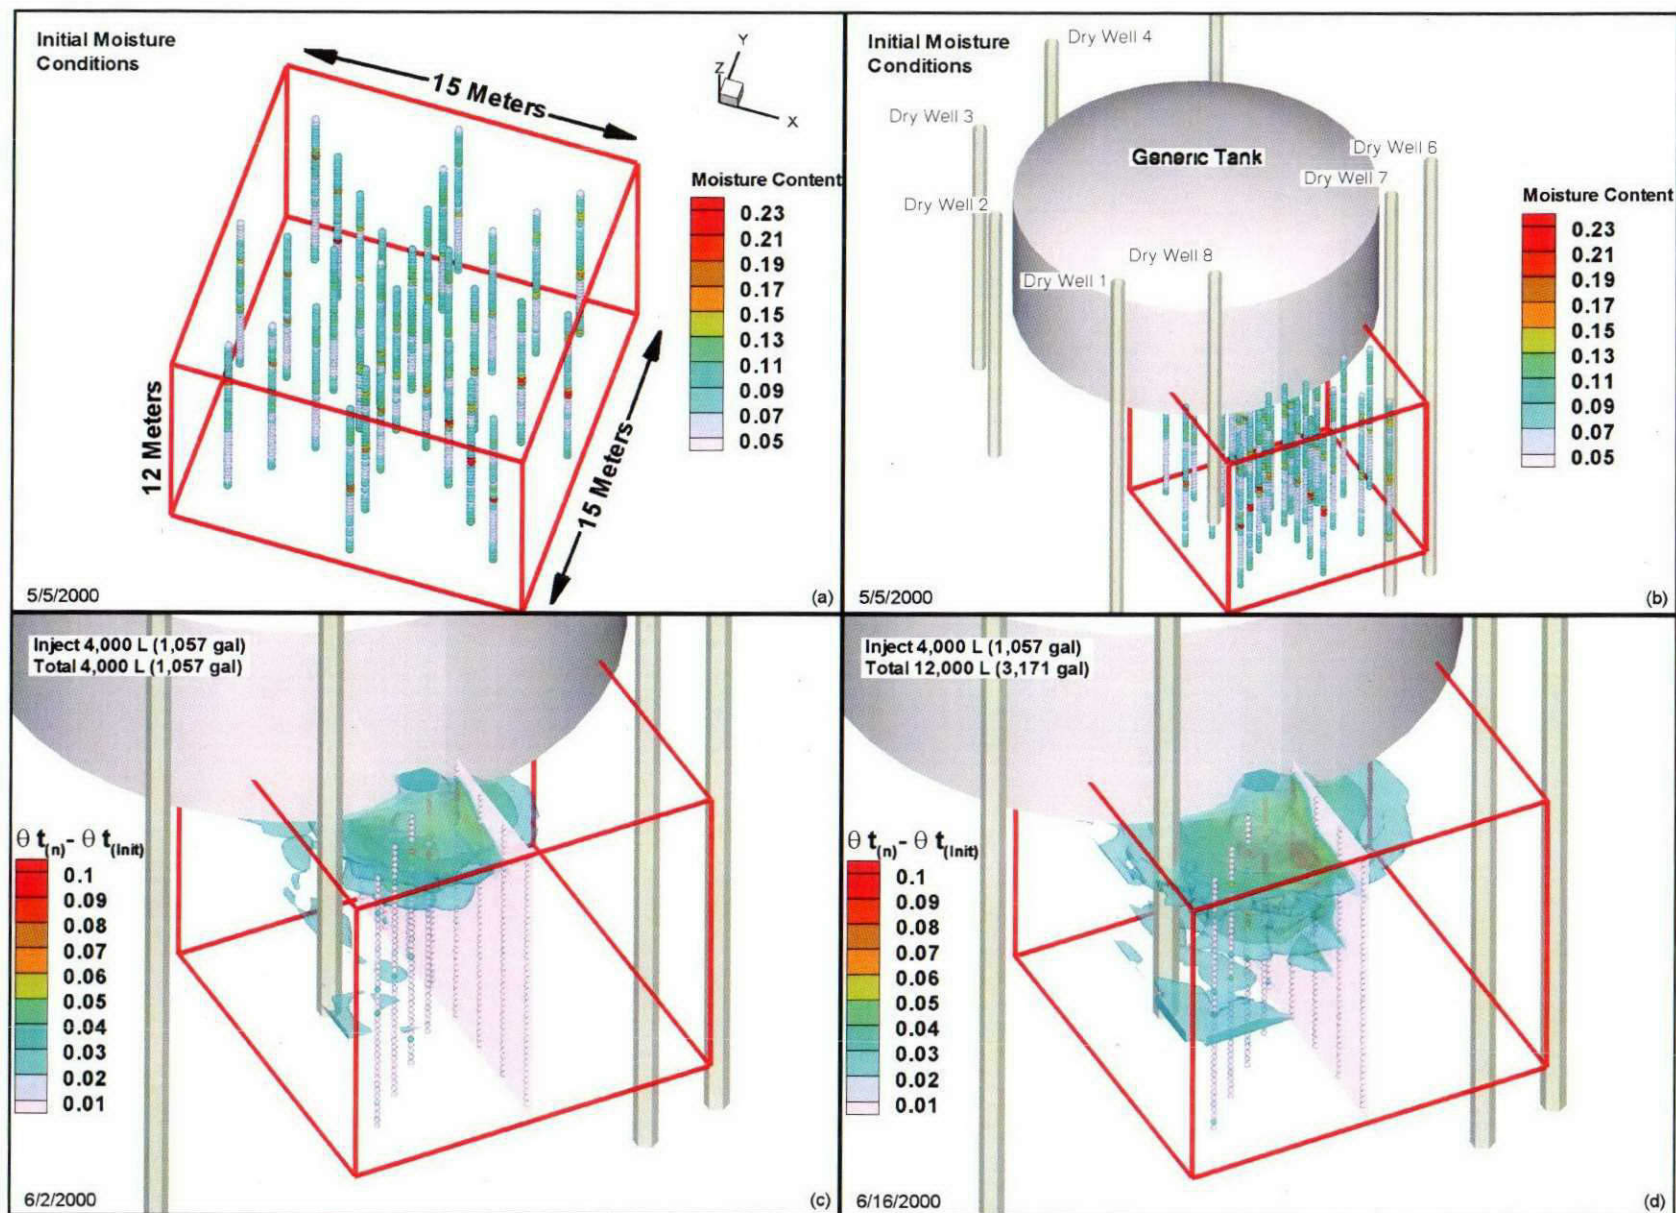 Initial Moisture
Conditions
15 Meters
Y
Z
X
Moisture Content
0.23
0.21
0.19
0.17
0.15
0.13
0.11
0.09
0.07
0.05
12 Meters
15 Meters
5/5/2000
(a)
Initial Moisture
Conditions
Dry Well 4
Dry Well 3
Generic Tank
Dry Well 6
Dry Well 7
Dry Well 2
Dry Well 8
Dry Well 1
Moisture Content
0.23
0.21
0.19
0.17
0.15
0.13
0.11
0.09
0.07
0.05
5/5/2000
(b)
Inject 4,000 L (1,057 gal)
Total 4,000 L (1,057 gal)
θ t(n)- θ t(init)
0.1
0.09
0.08
0.07
0.06
0.05
0.04
0.03
0.02
0.01
6/2/2000
(c)
Inject 4,000 L (1,057 gal)
Total 12,000 L (3,171 gal)
θ t(n)- θ t(init)
0.1
0.09
0.08
0.07
0.06
0.05
0.04
0.03
0.02
0.01
6/16/2000
(d)